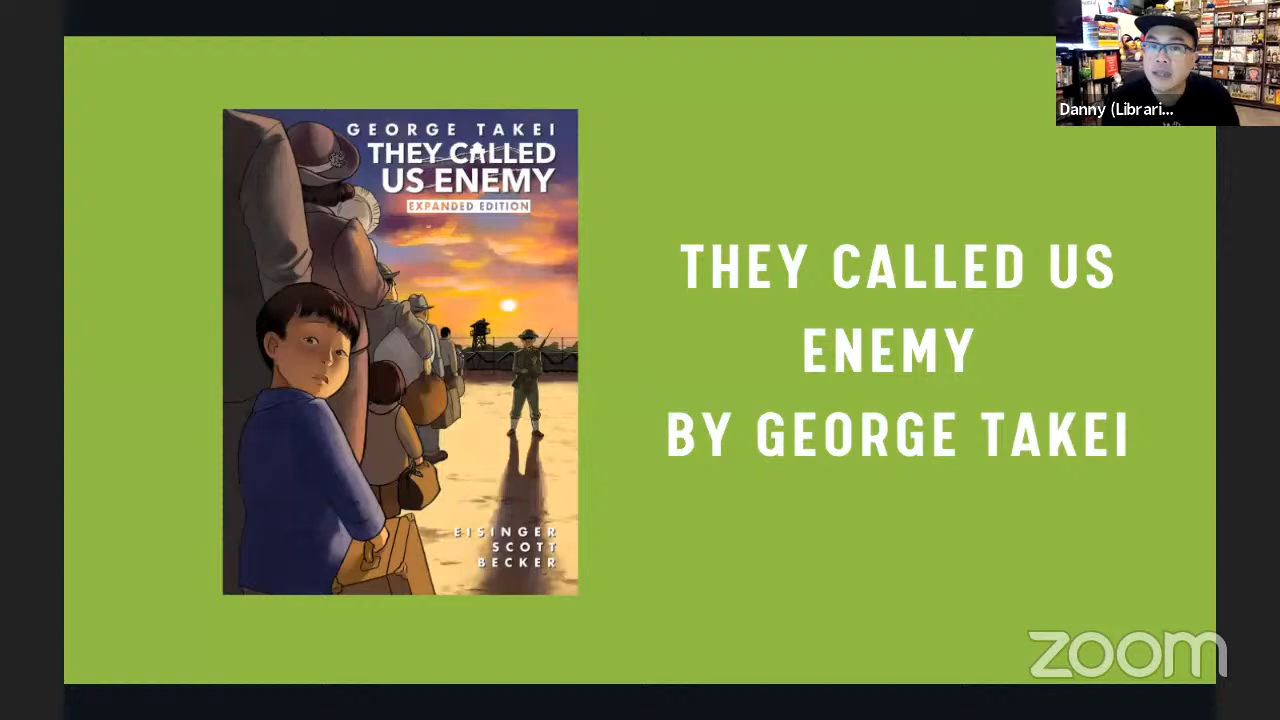 GEORGE TAKEI
THEY CALLED
US ENEMY
EXPANDED EDITION
EISINGER
SCOTT
BECKER
THEY CALLED US
ENEMY
BY GEORGE TAKEI
Danny (Librari...
zoom